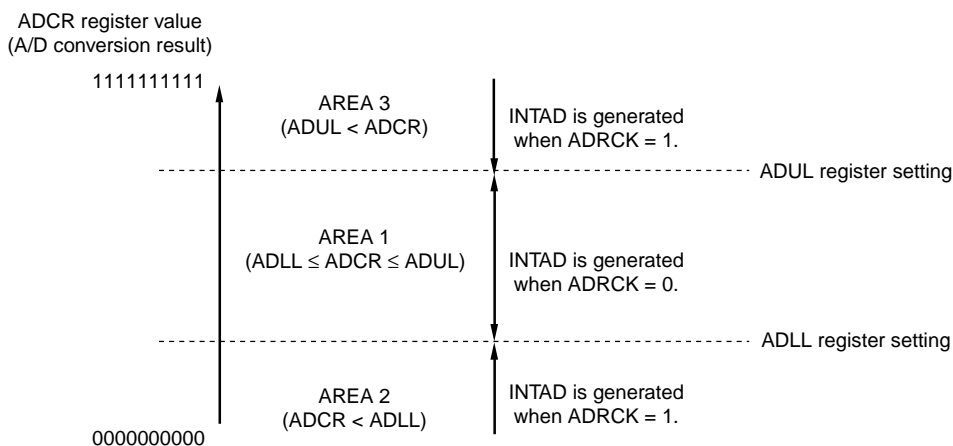 ADCR register value
(A/D conversion result)
1111111111
AREA 3
(ADUL < ADCR)
INTAD is generated
when ADRCK = 1.
ADUL register setting
AREA 1
(ADLL ≤ ADCR ≤ ADUL)
INTAD is generated
when ADRCK = 0.
ADLL register setting
AREA 2
(ADCR < ADLL)
INTAD is generated
when ADRCK = 1.
0000000000